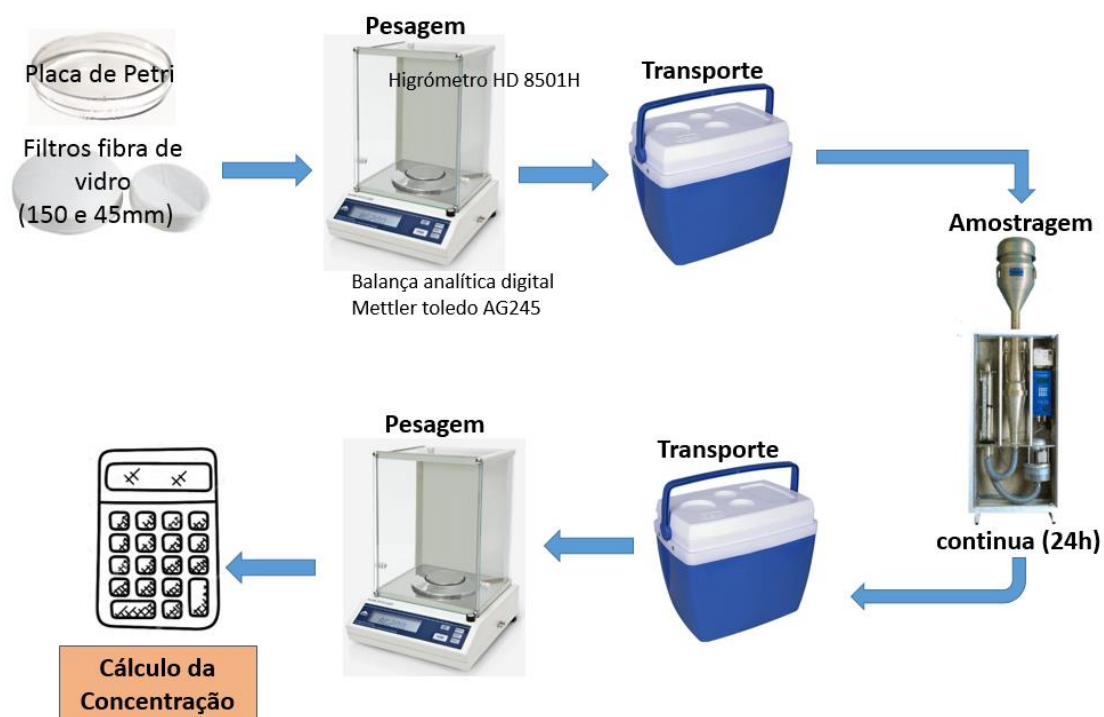 Pesagem
Placa de Petri
Higrómetro HD 8501H
Transporte
Filtros fibra de
vidro
(150 e 45mm)
Balança analítica digital
Mettler toledo AG245
Amostragem
continua (24h)
Transporte
Pesagem
Cálculo da
Concentração